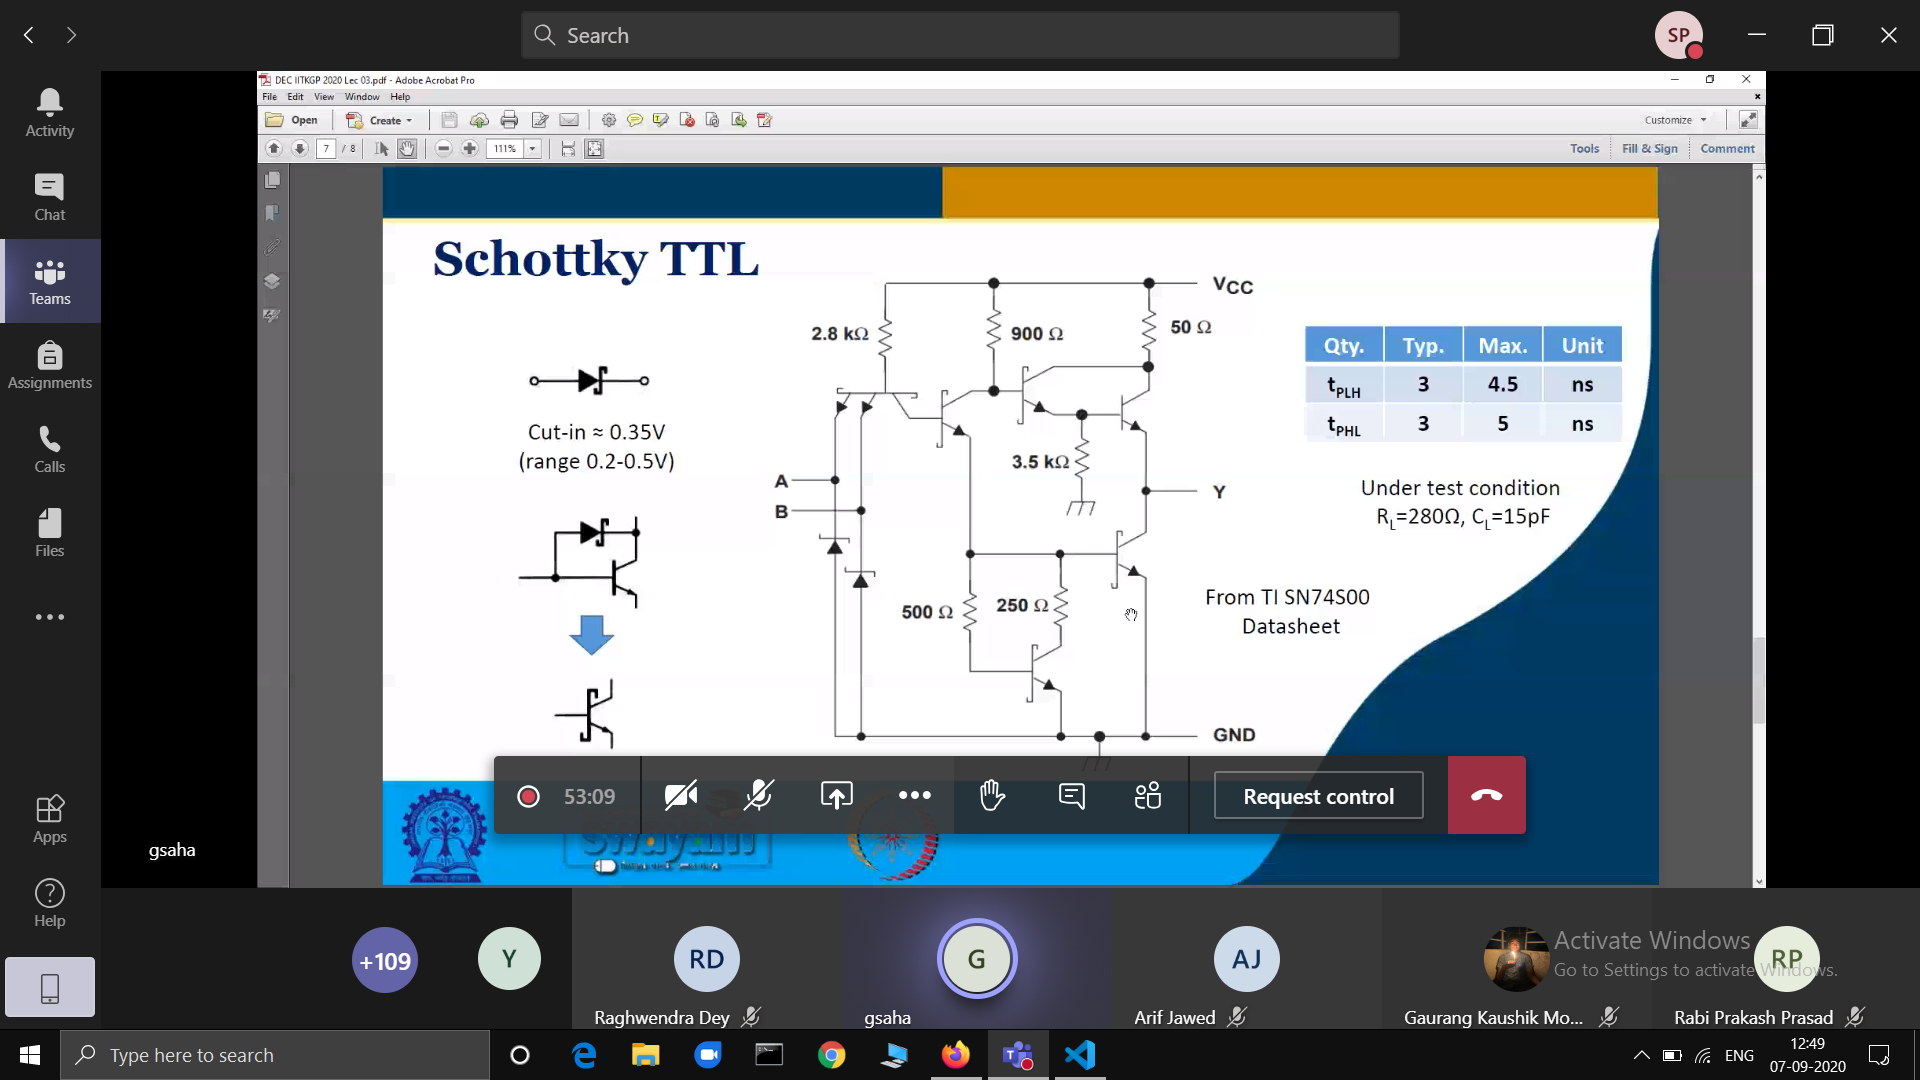 Search
SP
DEC IITKGP 2020 Lec 03.pdf - Adobe Acrobat Pro
File Edit View Window Help
Open Create Customize
7 / 8 111% Tools Fill & Sign Comment
Activity
Chat
Teams
Assignments
Calls
Files
Apps
Help
Schottky TTL
Cut-in ≈ 0.35V
(range 0.2-0.5V)
VCC
2.8 kΩ
900 Ω
50 Ω
3.5 kΩ
A
B
Y
500 Ω
250 Ω
GND
Qty. Typ. Max. Unit
tPLH 3 4.5 ns
tPHL 3 5 ns
Under test condition
RL=280Ω, CL=15pF
From TI SN74S00
Datasheet
53:09
Request control
swayam
gsaha
+109
Y
RD
Raghwendra Dey
G
gsaha
AJ
Arif Jawed
Gaurang Kaushik Mo...
RP
Rabi Prakash Prasad
Activate Windows
Go to Settings to activate Windows.
Type here to search
ENG
12:49
07-09-2020